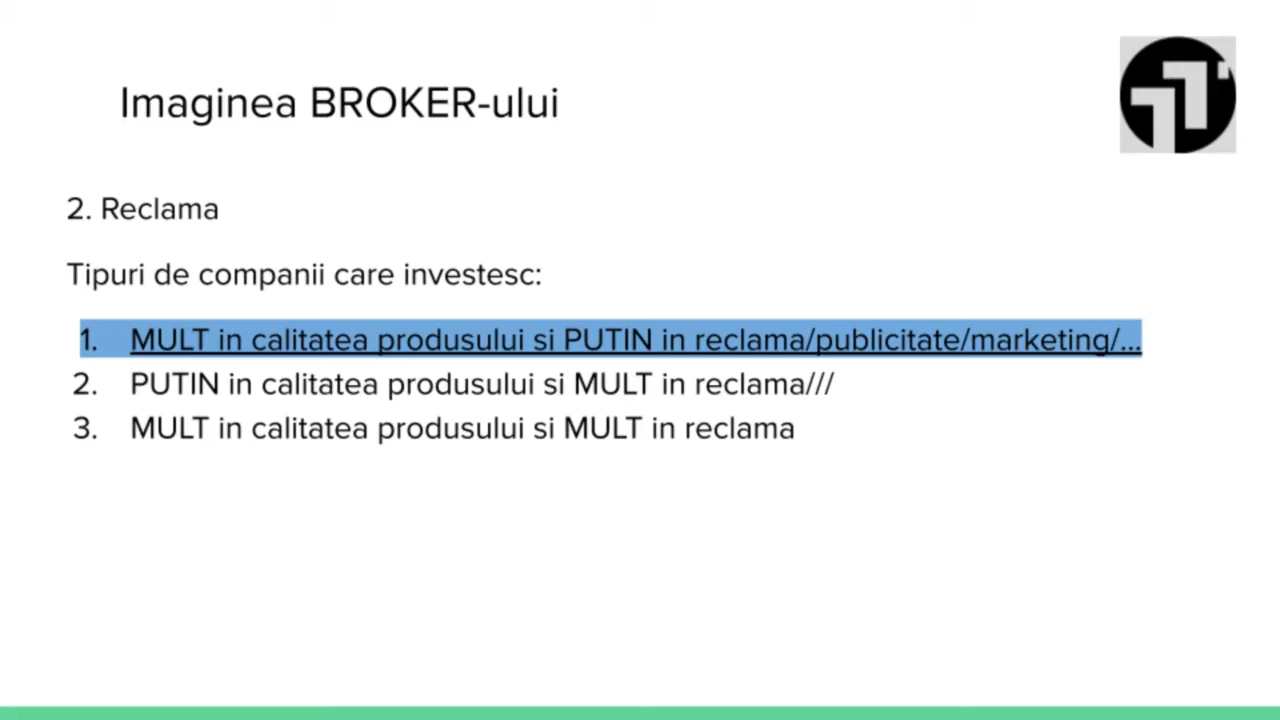 Imaginea BROKER-ului
2. Reclama
Tipuri de companii care investesc:
1. MULT in calitatea produsului si PUTIN in reclama/publicitate/marketing/...
2. PUTIN in calitatea produsului si MULT in reclama///
3. MULT in calitatea produsului si MULT in reclama